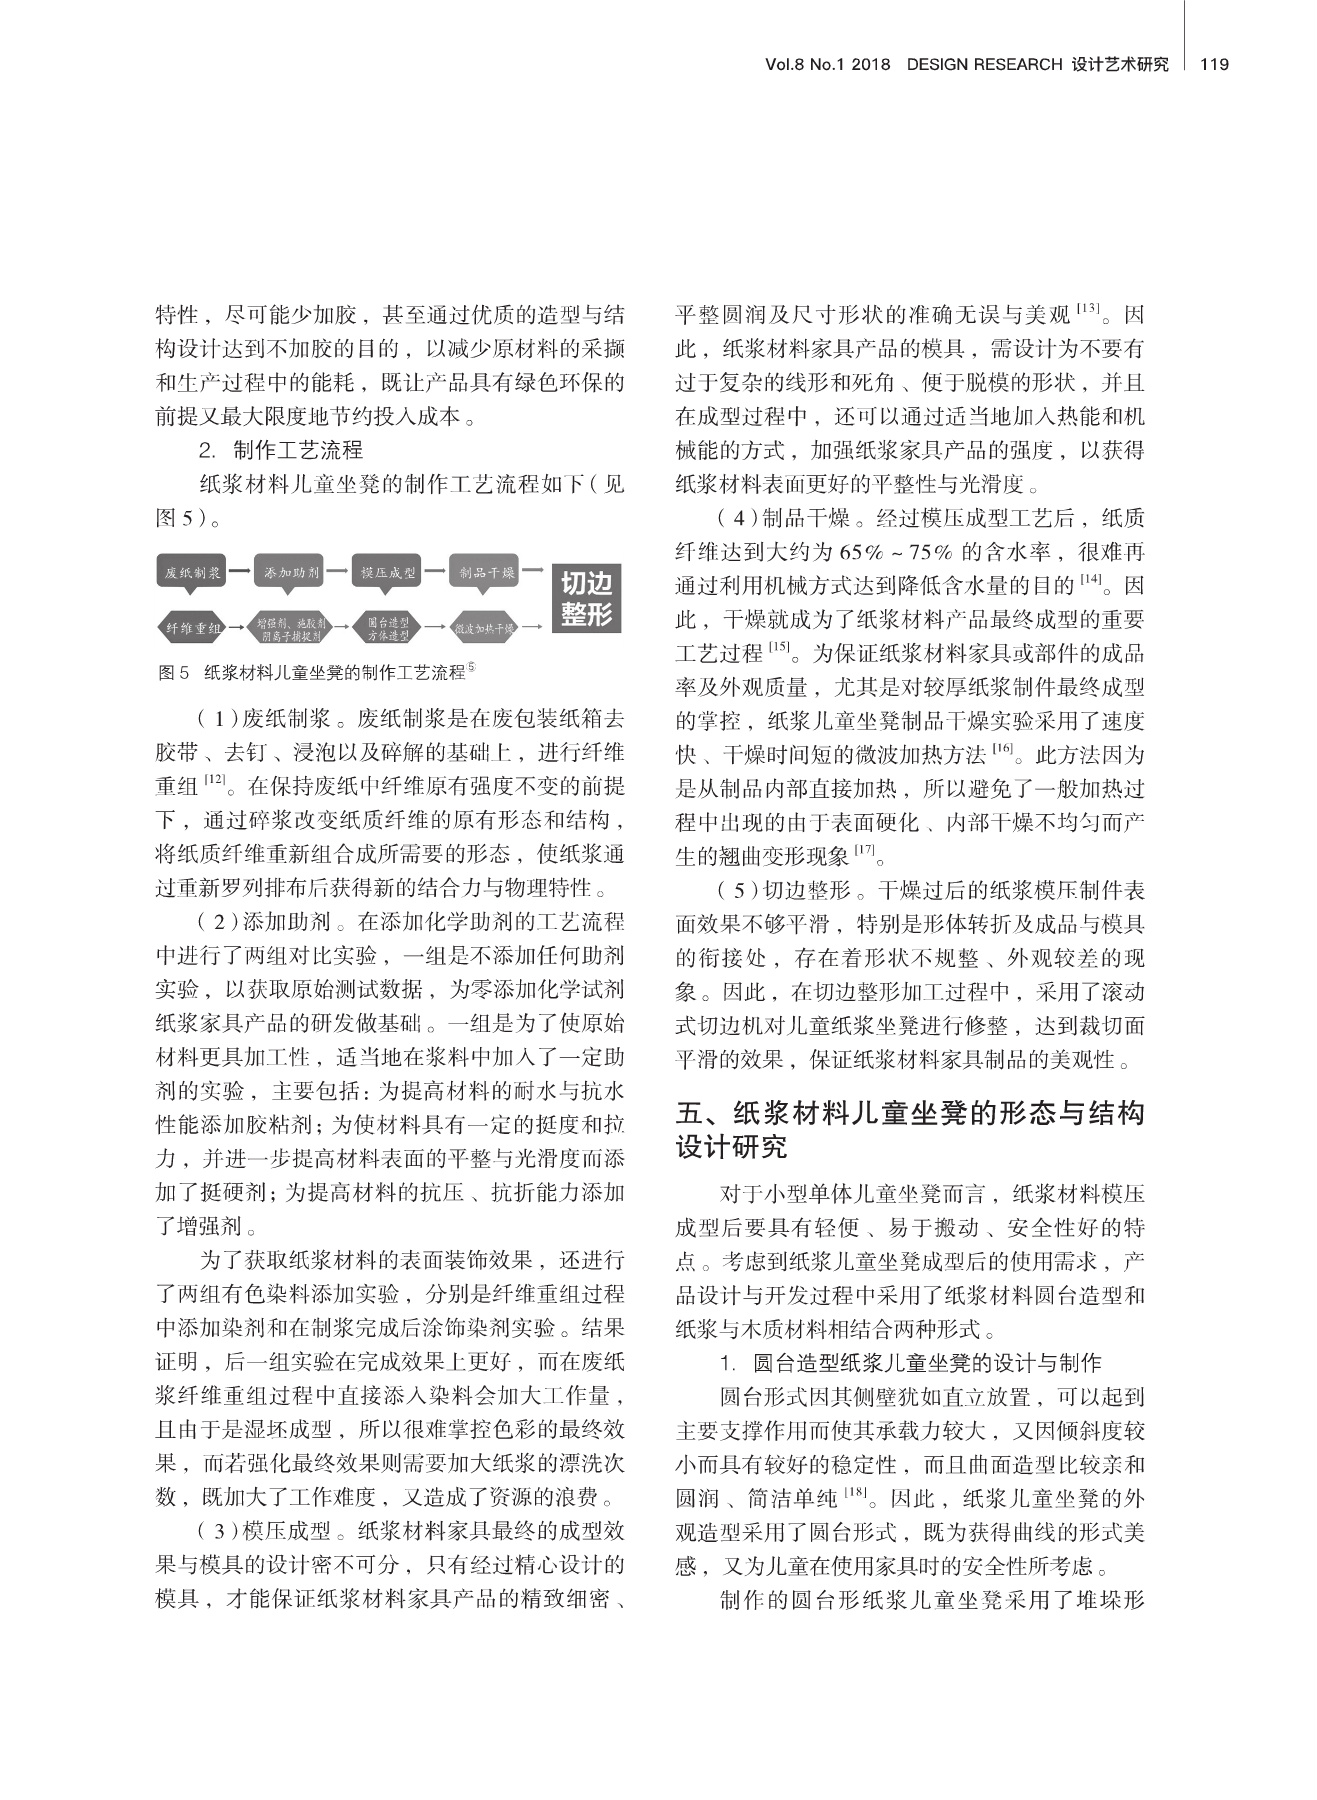 Vol.8 No.1 2018 DESIGN RESEARCH 设计艺术研究 119
特性，尽可能少加胶，甚至通过优质的造型与结
构设计达到不加胶的目的，以减少原材料的采撷
和生产过程中的能耗，既让产品具有绿色环保的
前提又最大限度地节约投入成本。
2. 制作工艺流程
纸浆材料儿童坐凳的制作工艺流程如下（见
图 5）。
废纸制浆 添加助剂 模压成型 制品干燥
切边
整形
纤维重组 增强剂、施胶剂 阴离子捕捉剂 圆台造型 方体造型 微波加热干燥
图 5 纸浆材料儿童坐凳的制作工艺流程⑤
（1）废纸制浆。废纸制浆是在废包装纸箱去
胶带、去钉、浸泡以及碎解的基础上，进行纤维
重组[12]。在保持废纸中纤维原有强度不变的前提
下，通过碎浆改变纸质纤维的原有形态和结构，
将纸质纤维重新组合成所需要的形态，使纸浆通
过重新罗列排布后获得新的结合力与物理特性。
（2）添加助剂。在添加化学助剂的工艺流程
中进行了两组对比实验，一组是不添加任何助剂
实验，以获取原始测试数据，为零添加化学试剂
纸浆家具产品的研发做基础。一组是为了使原始
材料更具加工性，适当地在浆料中加入了一定助
剂的实验，主要包括：为提高材料的耐水与抗水
性能添加胶粘剂；为使材料具有一定的挺度和拉
力，并进一步提高材料表面的平整与光滑度而添
加了挺硬剂；为提高材料的抗压、抗折能力添加
了增强剂。
为了获取纸浆材料的表面装饰效果，还进行
了两组有色染料添加实验，分别是纤维重组过程
中添加染剂和在制浆完成后涂饰染剂实验。结果
证明，后一组实验在完成效果上更好，而在废纸
浆纤维重组过程中直接添入染料会加大工作量，
且由于是湿坯成型，所以很难掌控色彩的最终效
果，而若强化最终效果则需要加大纸浆的漂洗次
数，既加大了工作难度，又造成了资源的浪费。
（3）模压成型。纸浆材料家具最终的成型效
果与模具的设计密不可分，只有经过精心设计的
模具，才能保证纸浆材料家具产品的精致细密、
平整圆润及尺寸形状的准确无误与美观[13]。因
此，纸浆材料家具产品的模具，需设计为不要有
过于复杂的线形和死角、便于脱模的形状，并且
在成型过程中，还可以通过适当地加入热能和机
械能的方式，加强纸浆家具产品的强度，以获得
纸浆材料表面更好的平整性与光滑度。
（4）制品干燥。经过模压成型工艺后，纸质
纤维达到大约为 65% ~ 75% 的含水率，很难再
通过利用机械方式达到降低含水量的目的[14]。因
此，干燥就成为了纸浆材料产品最终成型的重要
工艺过程[15]。为保证纸浆材料家具或部件的成品
率及外观质量，尤其是对较厚纸浆制件最终成型
的掌控，纸浆儿童坐凳制品干燥实验采用了速度
快、干燥时间短的微波加热方法[16]。此方法因为
是从制品内部直接加热，所以避免了一般加热过
程中出现的由于表面硬化、内部干燥不均匀而产
生的翘曲变形现象[17]。
（5）切边整形。干燥过后的纸浆模压制件表
面效果不够平滑，特别是形体转折及成品与模具
的衔接处，存在着形状不规整、外观较差的现
象。因此，在切边整形加工过程中，采用了滚动
式切边机对儿童纸浆坐凳进行修整，达到裁切面
平滑的效果，保证纸浆材料家具制品的美观性。
五、纸浆材料儿童坐凳的形态与结构
设计研究
对于小型单体儿童坐凳而言，纸浆材料模压
成型后要具有轻便、易于搬动、安全性好的特
点。考虑到纸浆儿童坐凳成型后的使用需求，产
品设计与开发过程中采用了纸浆材料圆台造型和
纸浆与木质材料相结合两种形式。
1. 圆台造型纸浆儿童坐凳的设计与制作
圆台形式因其侧壁犹如直立放置，可以起到
主要支撑作用而使其承载力较大，又因倾斜度较
小而具有较好的稳定性，而且曲面造型比较亲和
圆润、简洁单纯[18]。因此，纸浆儿童坐凳的外
观造型采用了圆台形式，既为获得曲线的形式美
感，又为儿童在使用家具时的安全性所考虑。
制作的圆台形纸浆儿童坐凳采用了堆垛形